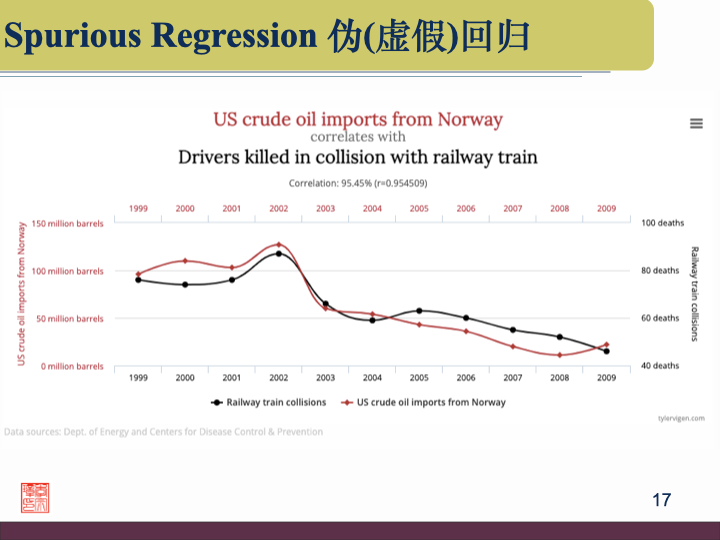 Spurious Regression 伪(虚假)回归
US crude oil imports from Norway
correlates with
Drivers killed in collision with railway train
Correlation: 95.45% (r=0.954509)
1999 2000 2001 2002 2003 2004 2005 2006 2007 2008 2009
US crude oil imports from Norway
150 million barrels
100 million barrels
50 million barrels
0 million barrels
100 deaths
80 deaths
60 deaths
40 deaths
Railway train collisions
1999 2000 2001 2002 2003 2004 2005 2006 2007 2008 2009
Railway train collisions US crude oil imports from Norway
tylervigen.com
Data sources: Dept. of Energy and Centers for Disease Control & Prevention
17